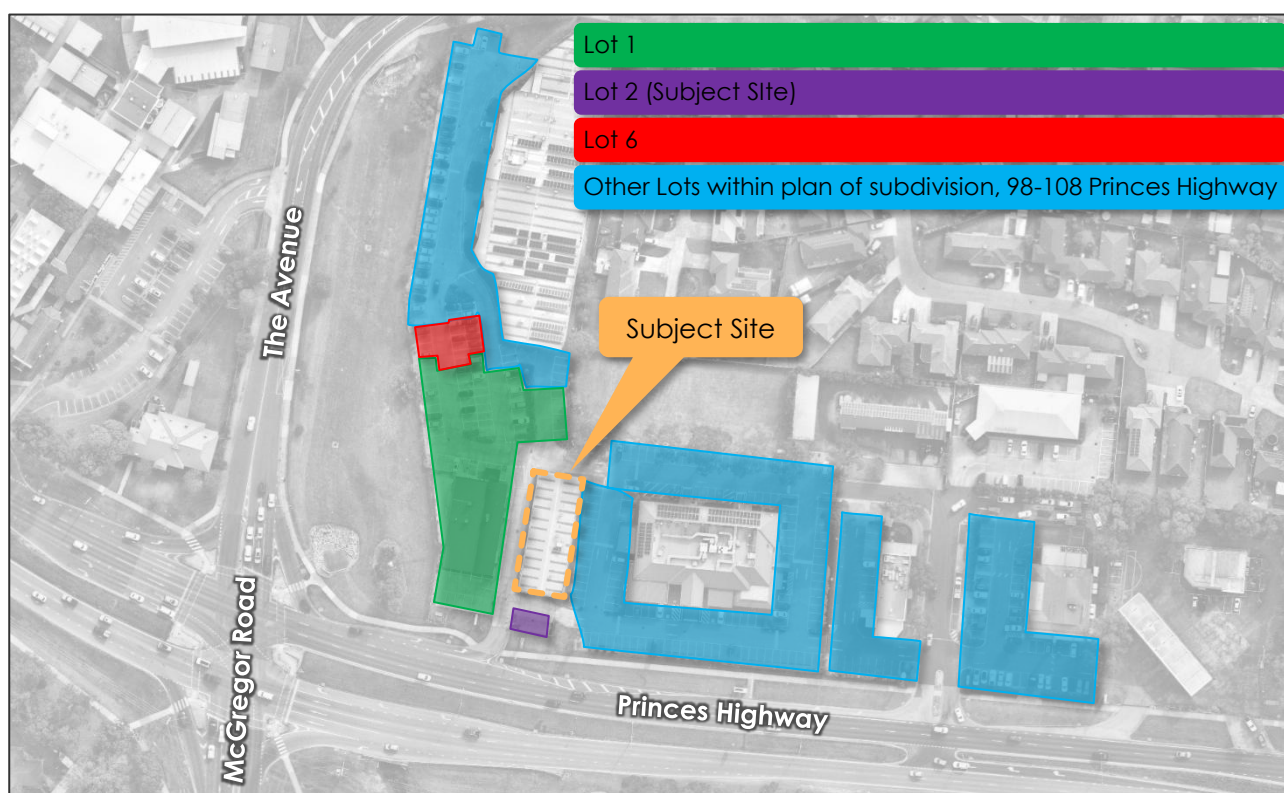 Lot 1
Lot 2 (Subject SIte)
Lot 6
Other Lots within plan of subdivision, 98-108 Princes Highway
The Avenue
Subject Site
McGregor Road
Princes Highway